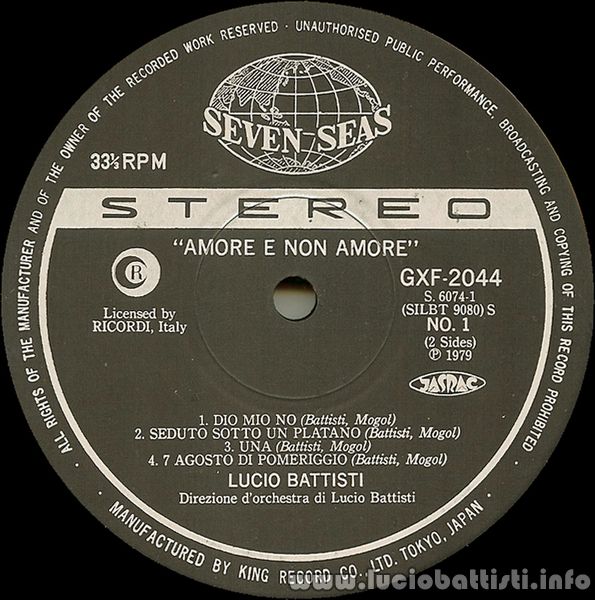 · ALL RIGHTS OF THE MANUFACTURER AND OF THE OWNER OF THE RECORDED WORK RESERVED · UNAUTHORISED PUBLIC PERFORMANCE, BROADCASTING AND COPYING OF THIS RECORD PROHIBITED ·
SEVEN SEAS
33⅓ RPM
STEREO
"AMORE E NON AMORE"
R
Licensed by
RICORDI, Italy
GXF-2044
S. 6074-1
(SILBT 9080) S
NO. 1
(2 Sides)
℗ 1979
JASRAC
1. DIO MIO NO (Battisti, Mogol)
2. SEDUTO SOTTO UN PLATANO (Battisti, Mogol)
3. UNA (Battisti, Mogol)
4. 7 AGOSTO DI POMERIGGIO (Battisti, Mogol)
LUCIO BATTISTI
Direzione d'orchestra di Lucio Battisti
MANUFACTURED BY KING RECORD CO., LTD. TOKYO, JAPAN
www.luciobattisti.info